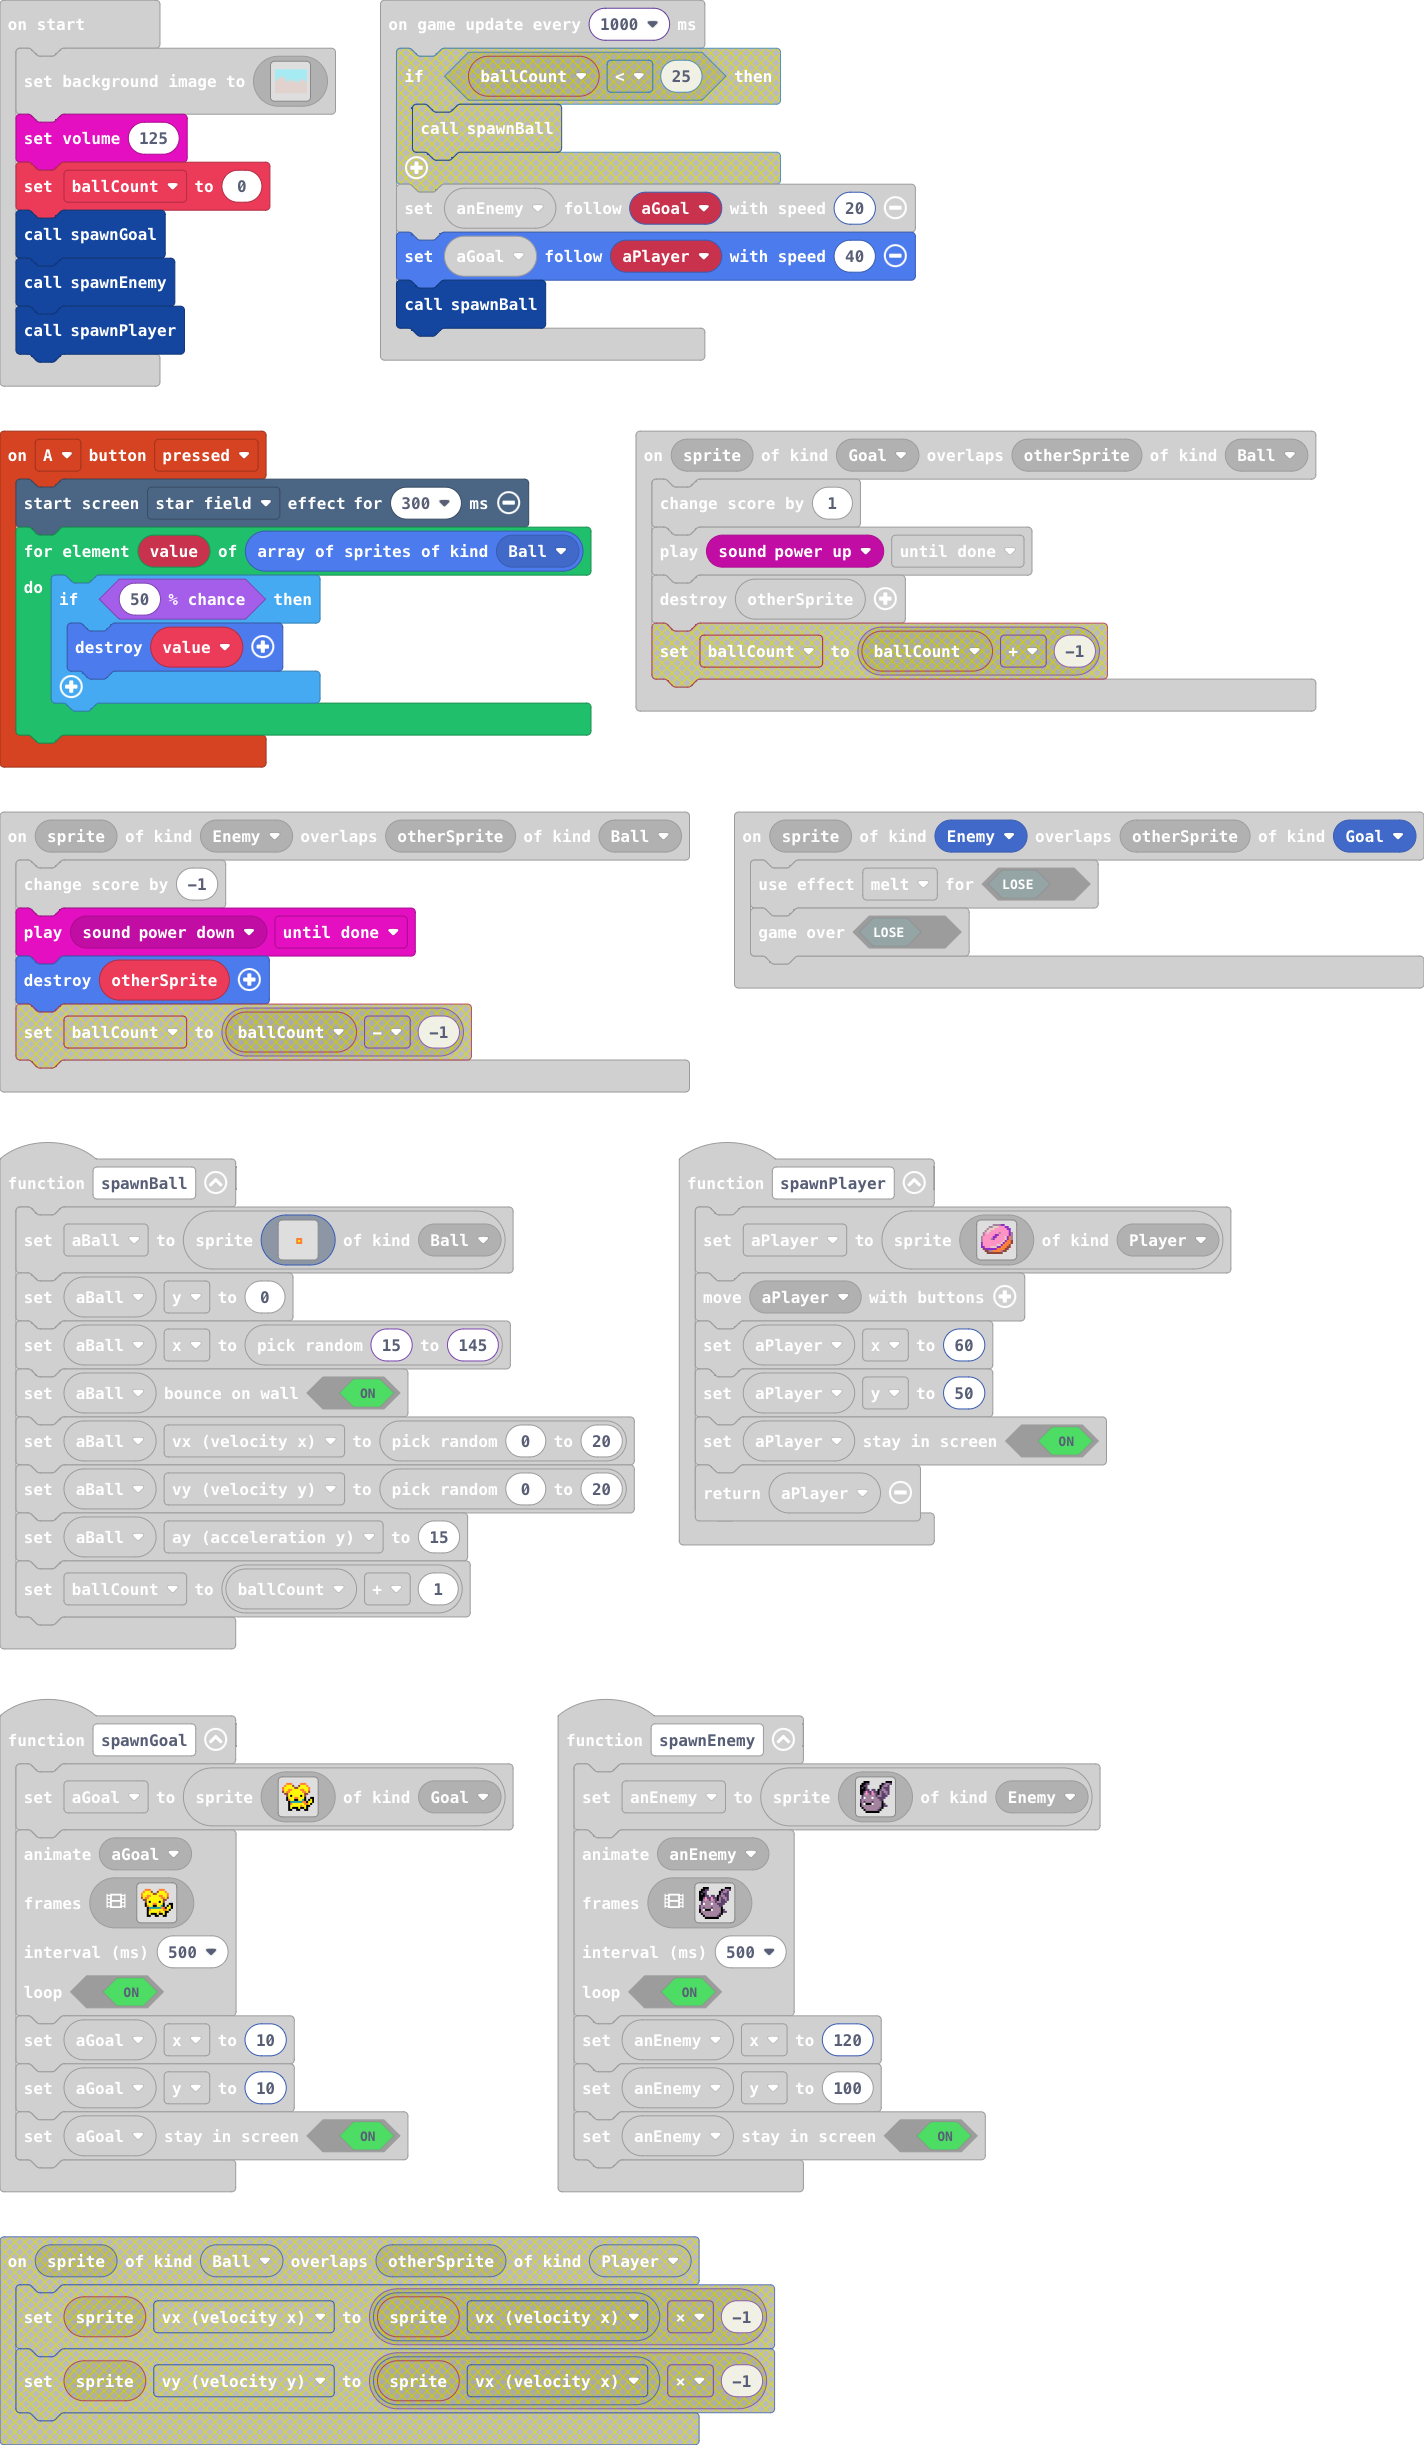 on start
set background image to
set volume 125
set ballCount to 0
call spawnGoal
call spawnEnemy
call spawnPlayer
on game update every 1000 ms
if ballCount < 25 then
call spawnBall
set anEnemy follow aGoal with speed 20
set aGoal follow aPlayer with speed 40
call spawnBall
on A button pressed
start screen star field effect for 300 ms
for element value of array of sprites of kind Ball
do if 50 % chance then
destroy value
on sprite of kind Goal overlaps otherSprite of kind Ball
change score by 1
play sound power up until done
destroy otherSprite
set ballCount to ballCount + -1
on sprite of kind Enemy overlaps otherSprite of kind Ball
change score by -1
play sound power down until done
destroy otherSprite
set ballCount to ballCount - -1
on sprite of kind Enemy overlaps otherSprite of kind Goal
use effect melt for LOSE
game over LOSE
function spawnBall
set aBall to sprite of kind Ball
set aBall y to 0
set aBall x to pick random 15 to 145
set aBall bounce on wall ON
set aBall vx (velocity x) to pick random 0 to 20
set aBall vy (velocity y) to pick random 0 to 20
set aBall ay (acceleration y) to 15
set ballCount to ballCount + 1
function spawnPlayer
set aPlayer to sprite of kind Player
move aPlayer with buttons
set aPlayer x to 60
set aPlayer y to 50
set aPlayer stay in screen ON
return aPlayer
function spawnGoal
set aGoal to sprite of kind Goal
animate aGoal
frames
interval (ms) 500
loop ON
set aGoal x to 10
set aGoal y to 10
set aGoal stay in screen ON
function spawnEnemy
set anEnemy to sprite of kind Enemy
animate anEnemy
frames
interval (ms) 500
loop ON
set anEnemy x to 120
set anEnemy y to 100
set anEnemy stay in screen ON
on sprite of kind Ball overlaps otherSprite of kind Player
set sprite vx (velocity x) to sprite vx (velocity x) × -1
set sprite vy (velocity y) to sprite vx (velocity x) × -1